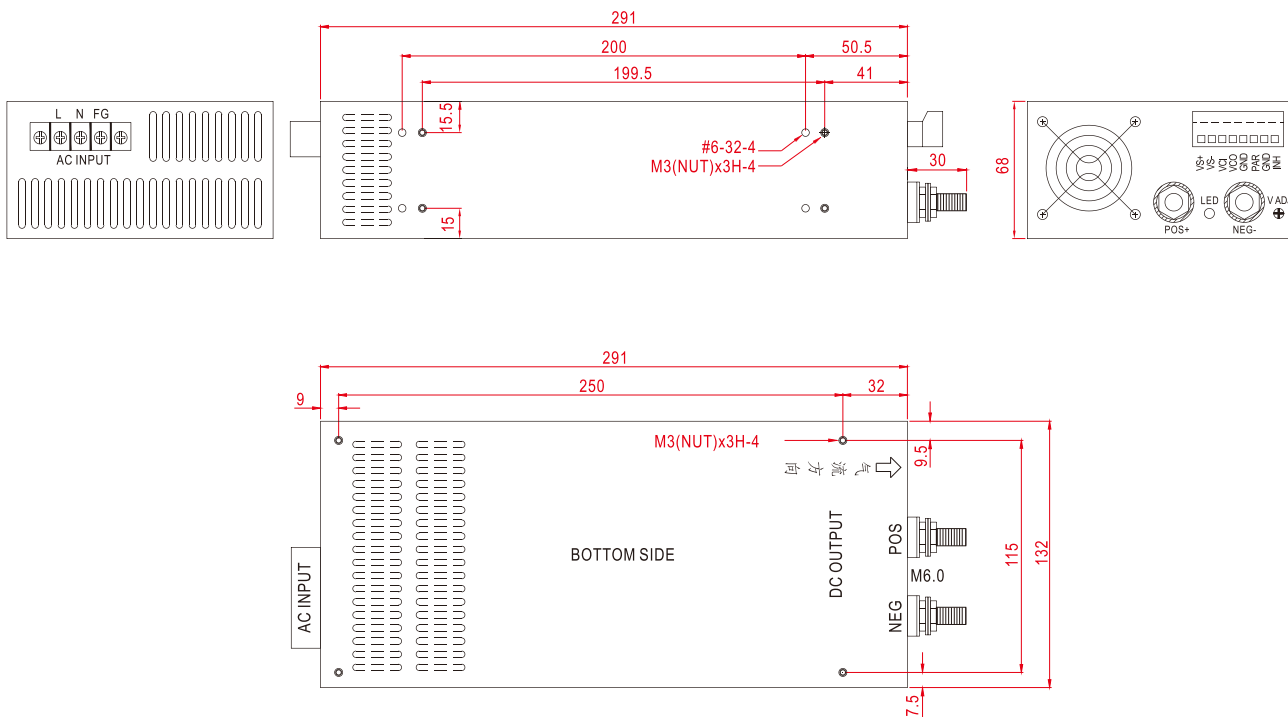 291
200
50.5
199.5
41
L N FG
AC INPUT
15.5
15
#6-32-4
M3(NUT)x3H-4
30
68
VS+
VS-
VCI
VCO
GND
PAR
GND
INH
LED
V AD
POS+
NEG-
291
250
32
9
M3(NUT)x3H-4
9.5
气流方向
BOTTOM SIDE
DC OUTPUT
POS
M6.0
NEG
AC INPUT
115
132
7.5